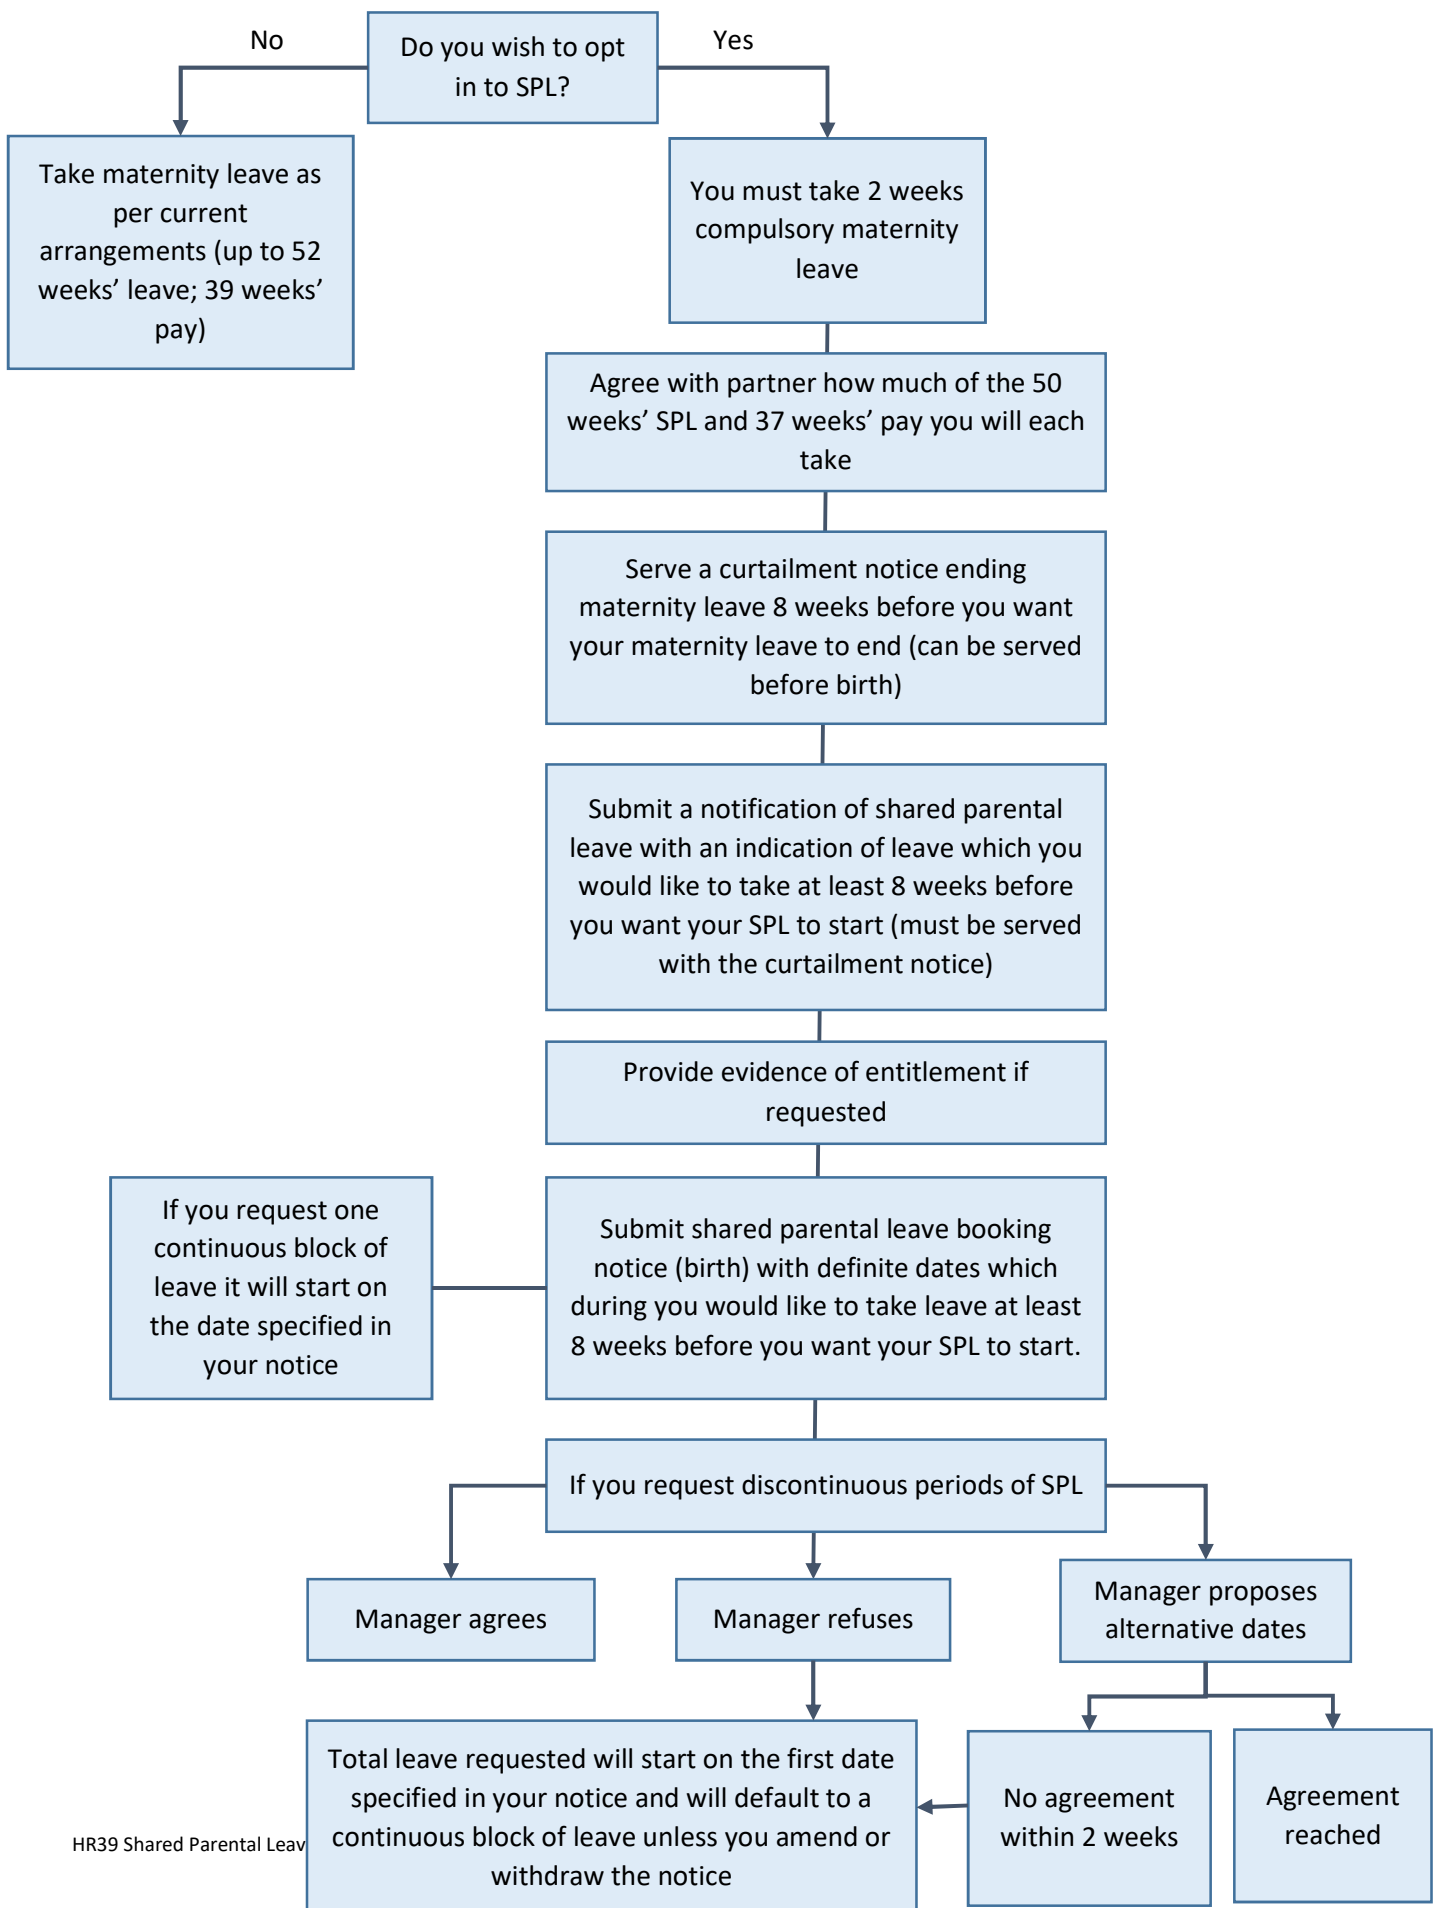 No
Do you wish to opt
in to SPL?
Yes
Take maternity leave as
per current
arrangements (up to 52
weeks’ leave; 39 weeks’
pay)
You must take 2 weeks
compulsory maternity
leave
Agree with partner how much of the 50
weeks’ SPL and 37 weeks’ pay you will each
take
Serve a curtailment notice ending
maternity leave 8 weeks before you want
your maternity leave to end (can be served
before birth)
Submit a notification of shared parental
leave with an indication of leave which you
would like to take at least 8 weeks before
you want your SPL to start (must be served
with the curtailment notice)
Provide evidence of entitlement if
requested
If you request one
continuous block of
leave it will start on
the date specified in
your notice
Submit shared parental leave booking
notice (birth) with definite dates which
during you would like to take leave at least
8 weeks before you want your SPL to start.
If you request discontinuous periods of SPL
Manager agrees
Manager refuses
Manager proposes
alternative dates
Total leave requested will start on the first date
specified in your notice and will default to a
continuous block of leave unless you amend or
withdraw the notice
No agreement
within 2 weeks
Agreement
reached
HR39 Shared Parental Leav